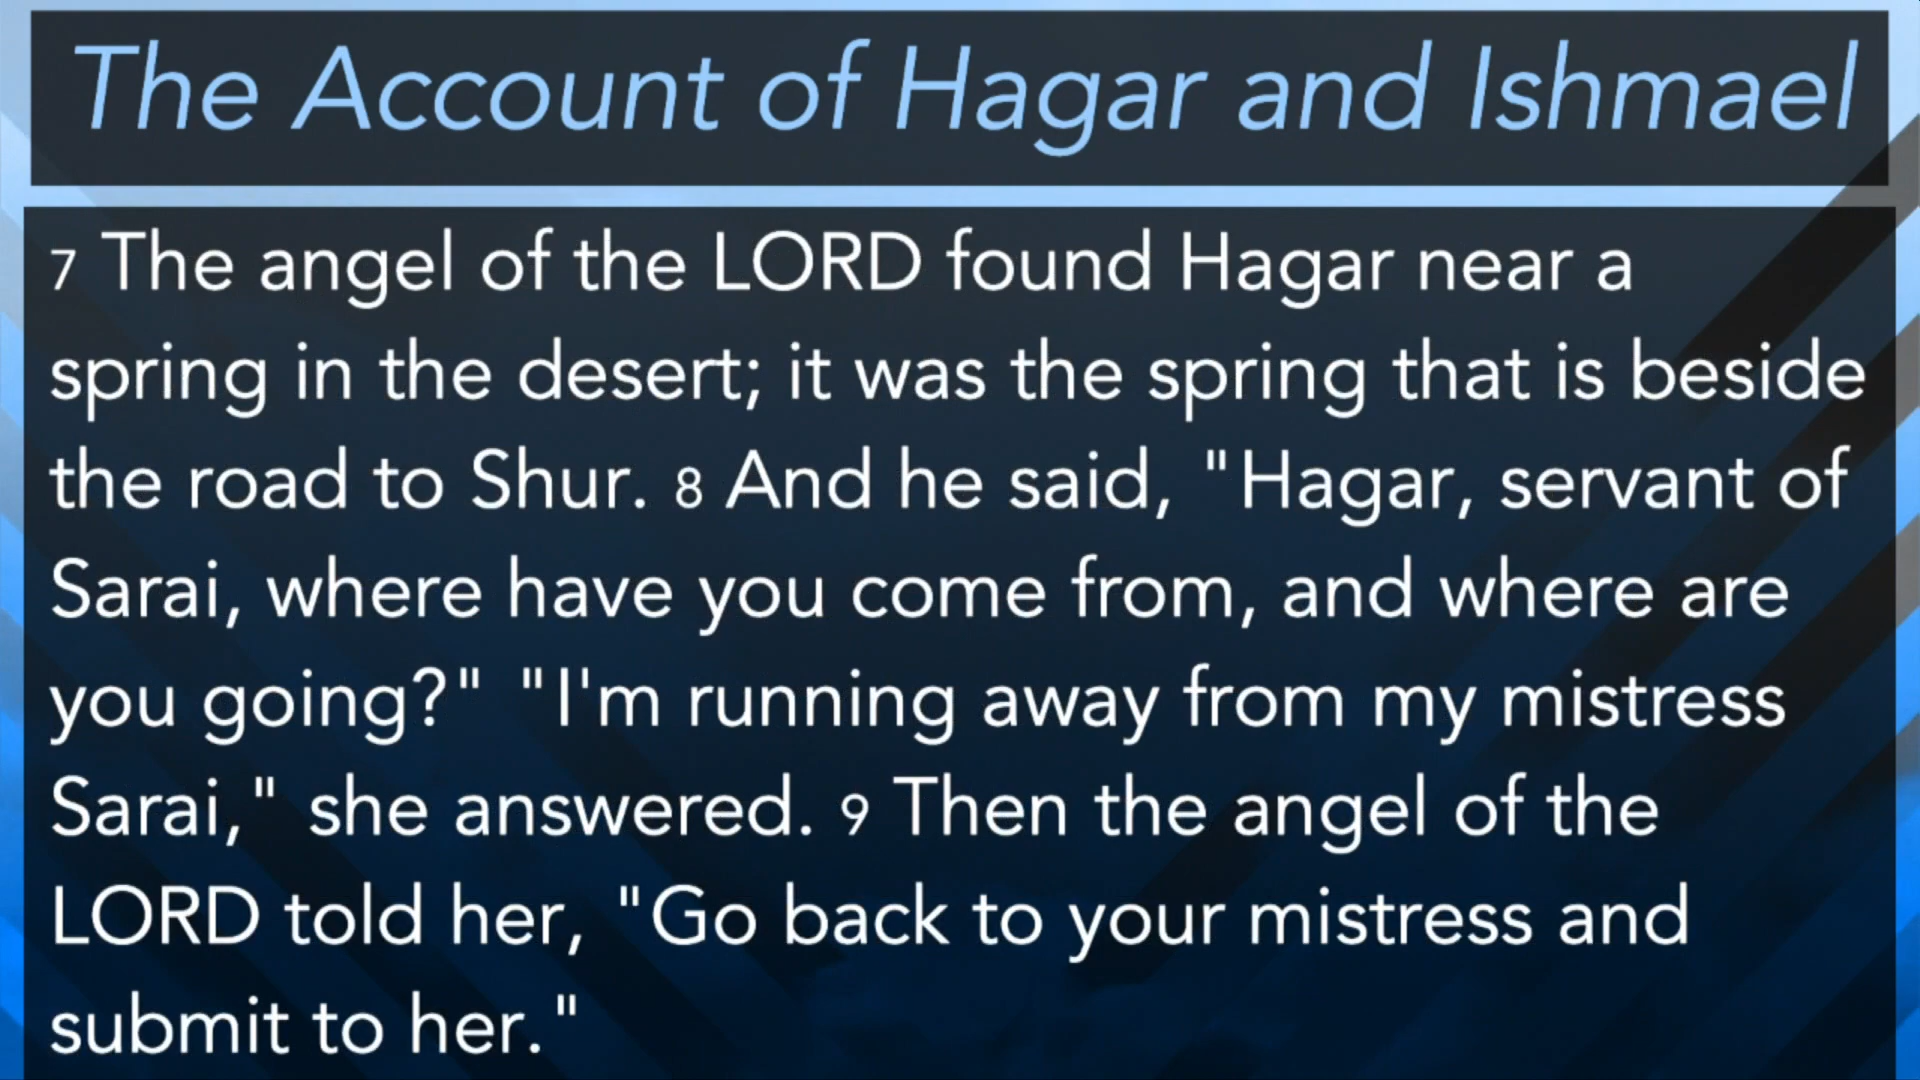 The Account of Hagar and Ishmael
7 The angel of the LORD found Hagar near a
spring in the desert; it was the spring that is beside
the road to Shur. 8 And he said, "Hagar, servant of
Sarai, where have you come from, and where are
you going?" "I'm running away from my mistress
Sarai," she answered. 9 Then the angel of the
LORD told her, "Go back to your mistress and
submit to her."